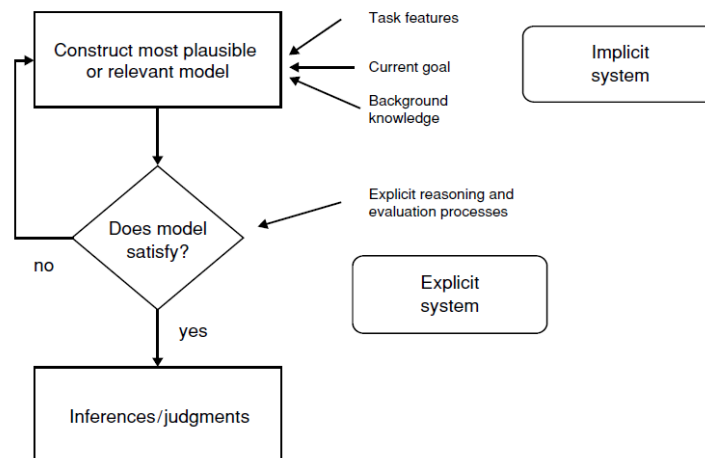 Construct most plausible
or relevant model
Task features
Current goal
Background
knowledge
Implicit
system
Does model
satisfy?
Explicit reasoning and
evaluation processes
no
Explicit
system
yes
Inferences/judgments